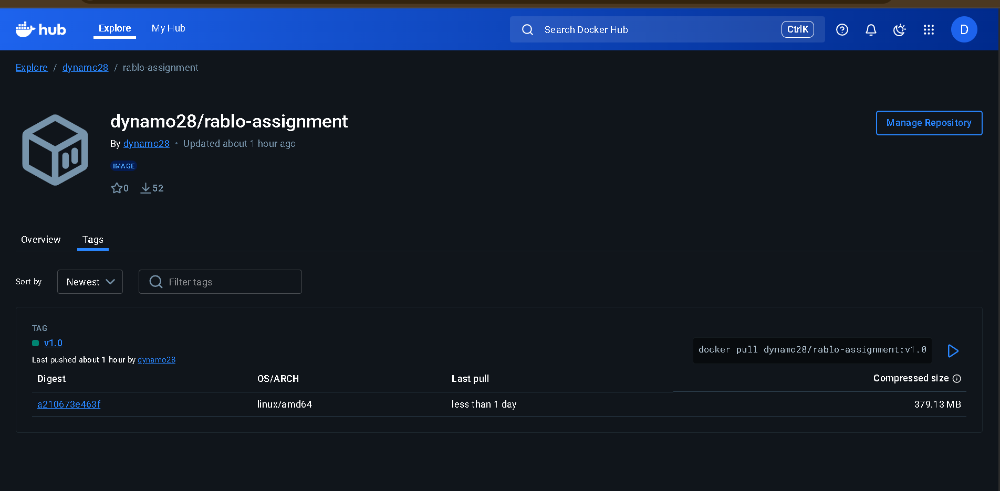 hub Explore My Hub Search Docker Hub CtrlK D
Explore / dynamo28 / rablo-assignment
dynamo28/rablo-assignment
Manage Repository
By dynamo28 • Updated about 1 hour ago
IMAGE
0 52
Overview Tags
Sort by Newest Filter tags
TAG
v1.0
docker pull dynamo28/rablo-assignment:v1.0
Last pushed about 1 hour by dynamo28
Digest OS/ARCH Last pull Compressed size
a210673e463f linux/amd64 less than 1 day 379.13 MB